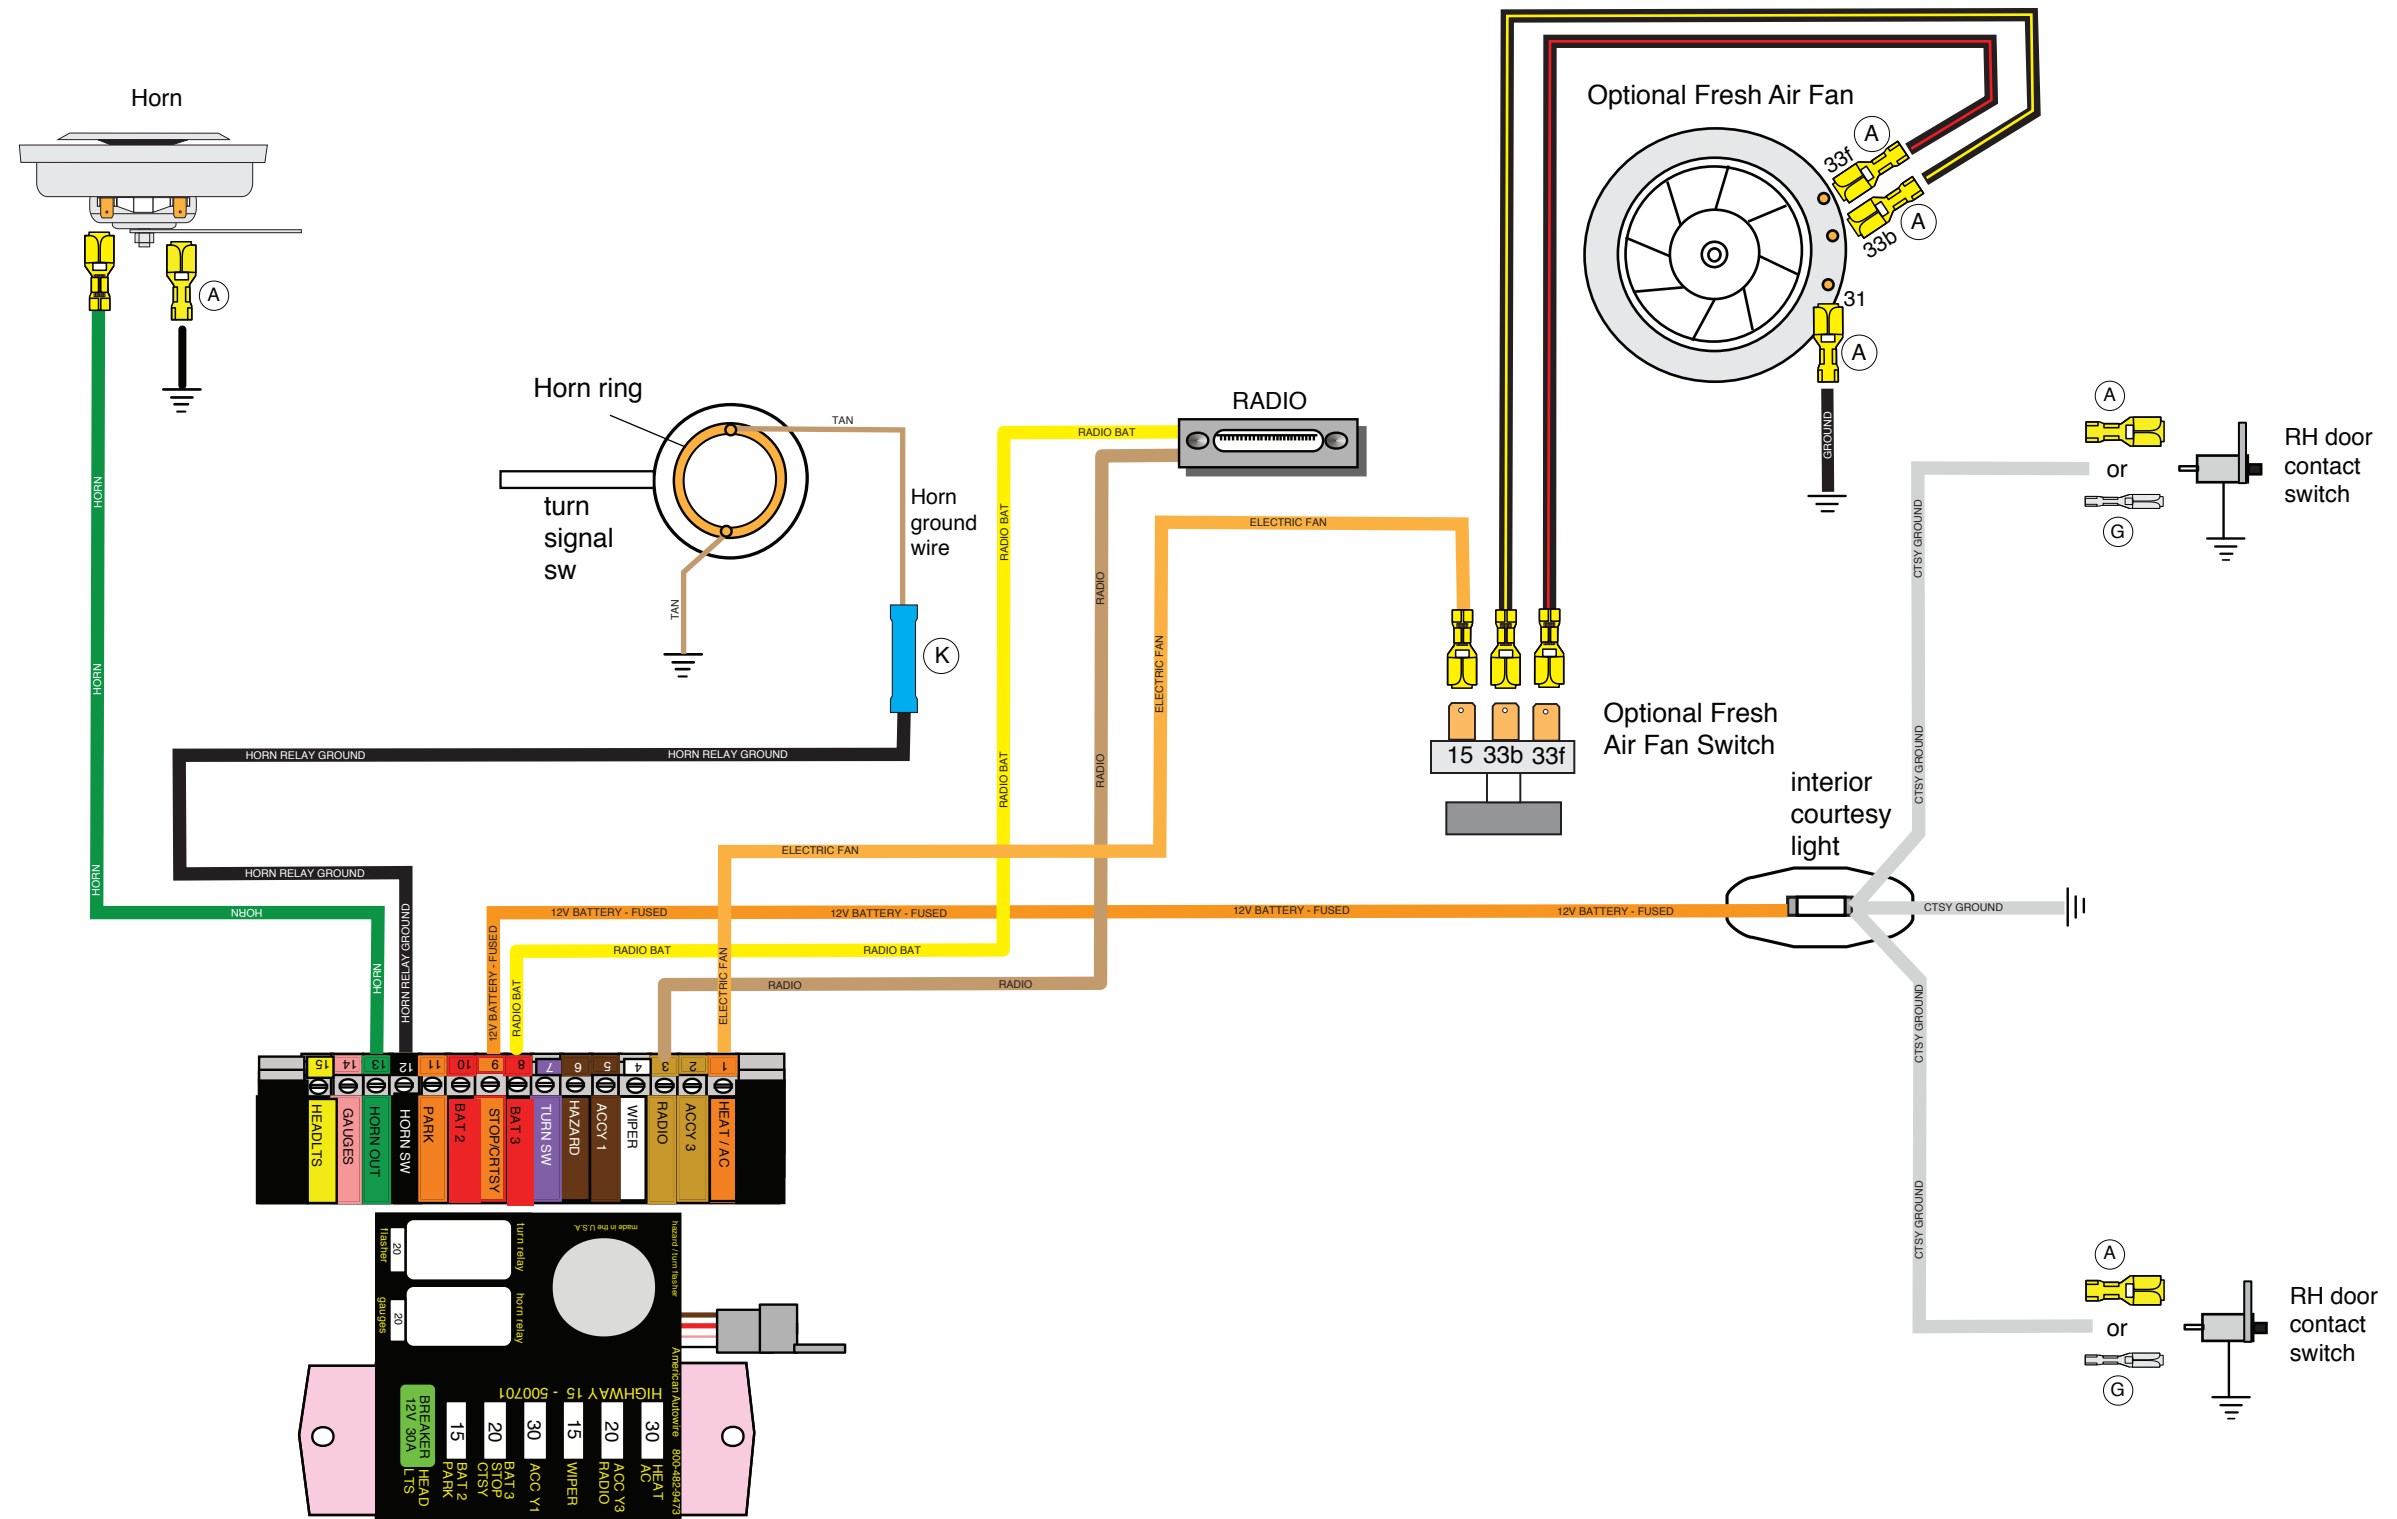 Horn
Optional Fresh Air Fan
A
33f
A
33b
A
31
A
GROUND
Horn ring
TAN
RADIO
RADIO BAT
A
or
G
RH door
contact
switch
turn
signal
sw
TAN
Horn
ground
wire
K
HORN
HORN
HORN
HORN
HORN
HORN RELAY GROUND
HORN RELAY GROUND
HORN RELAY GROUND
HORN RELAY GROUND
RADIO BAT
RADIO BAT
RADIO BAT
RADIO BAT
RADIO BAT
RADIO
RADIO
RADIO
RADIO
ELECTRIC FAN
ELECTRIC FAN
ELECTRIC FAN
ELECTRIC FAN
15 33b 33f
Optional Fresh
Air Fan Switch
interior
courtesy
light
12V BATTERY - FUSED
12V BATTERY - FUSED
12V BATTERY - FUSED
12V BATTERY - FUSED
12V BATTERY - FUSED
CTSY GROUND
CTSY GROUND
CTSY GROUND
CTSY GROUND
CTSY GROUND
A
or
G
RH door
contact
switch
15 14 13 12 11 10 9 8 7 6 5 4 3 2 1
HEADLTS
GAUGES
HORN OUT
HORN SW
PARK
BAT 2
STOP/CRTSY
BAT 3
TURN SW
HAZARD
ACCY 1
WIPER
RADIO
ACCY 3
HEAT / AC
flasher
20
turn relay
made in the U.S.A.
hazard / turn flasher
gauges
20
horn relay
American Autowire 800-482-9473
HIGHWAY 15 - 500701
BREAKER
12V 30A
HEAD
LTS
15
BAT 2
PARK
20
BAT 3
STOP
CTSY
30
ACC Y1
15
WIPER
20
ACC Y3
RADIO
30
HEAT
AC